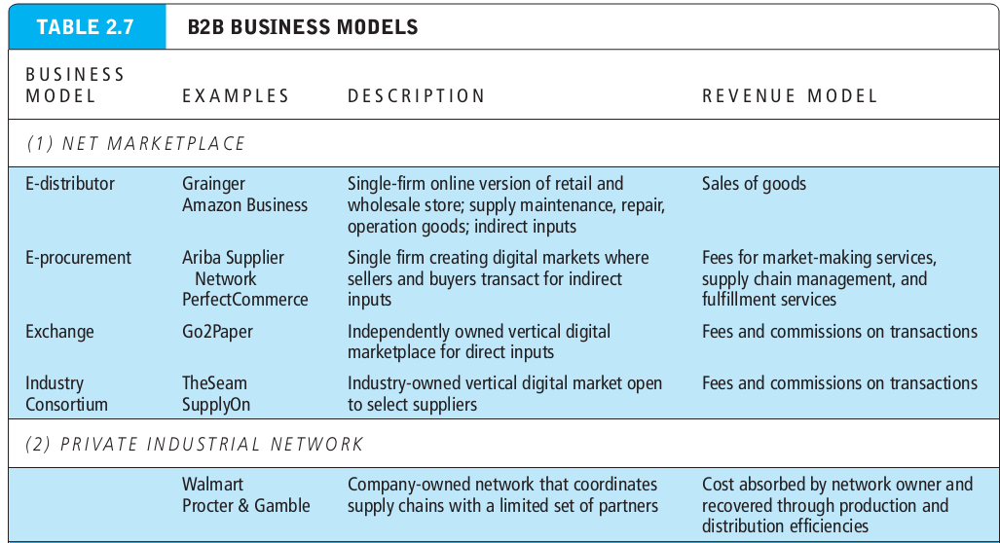 TABLE 2.7 B2B BUSINESS MODELS
BUSINESS
MODEL EXAMPLES DESCRIPTION REVENUE MODEL
(1) NET MARKETPLACE
E-distributor Grainger Single-firm online version of retail and Sales of goods
Amazon Business wholesale store; supply maintenance, repair,
operation goods; indirect inputs
E-procurement Ariba Supplier Single firm creating digital markets where Fees for market-making services,
Network sellers and buyers transact for indirect supply chain management, and
PerfectCommerce inputs fulfillment services
Exchange Go2Paper Independently owned vertical digital Fees and commissions on transactions
marketplace for direct inputs
Industry TheSeam Industry-owned vertical digital market open Fees and commissions on transactions
Consortium SupplyOn to select suppliers
(2) PRIVATE INDUSTRIAL NETWORK
Walmart Company-owned network that coordinates Cost absorbed by network owner and
Procter & Gamble supply chains with a limited set of partners recovered through production and
distribution efficiencies